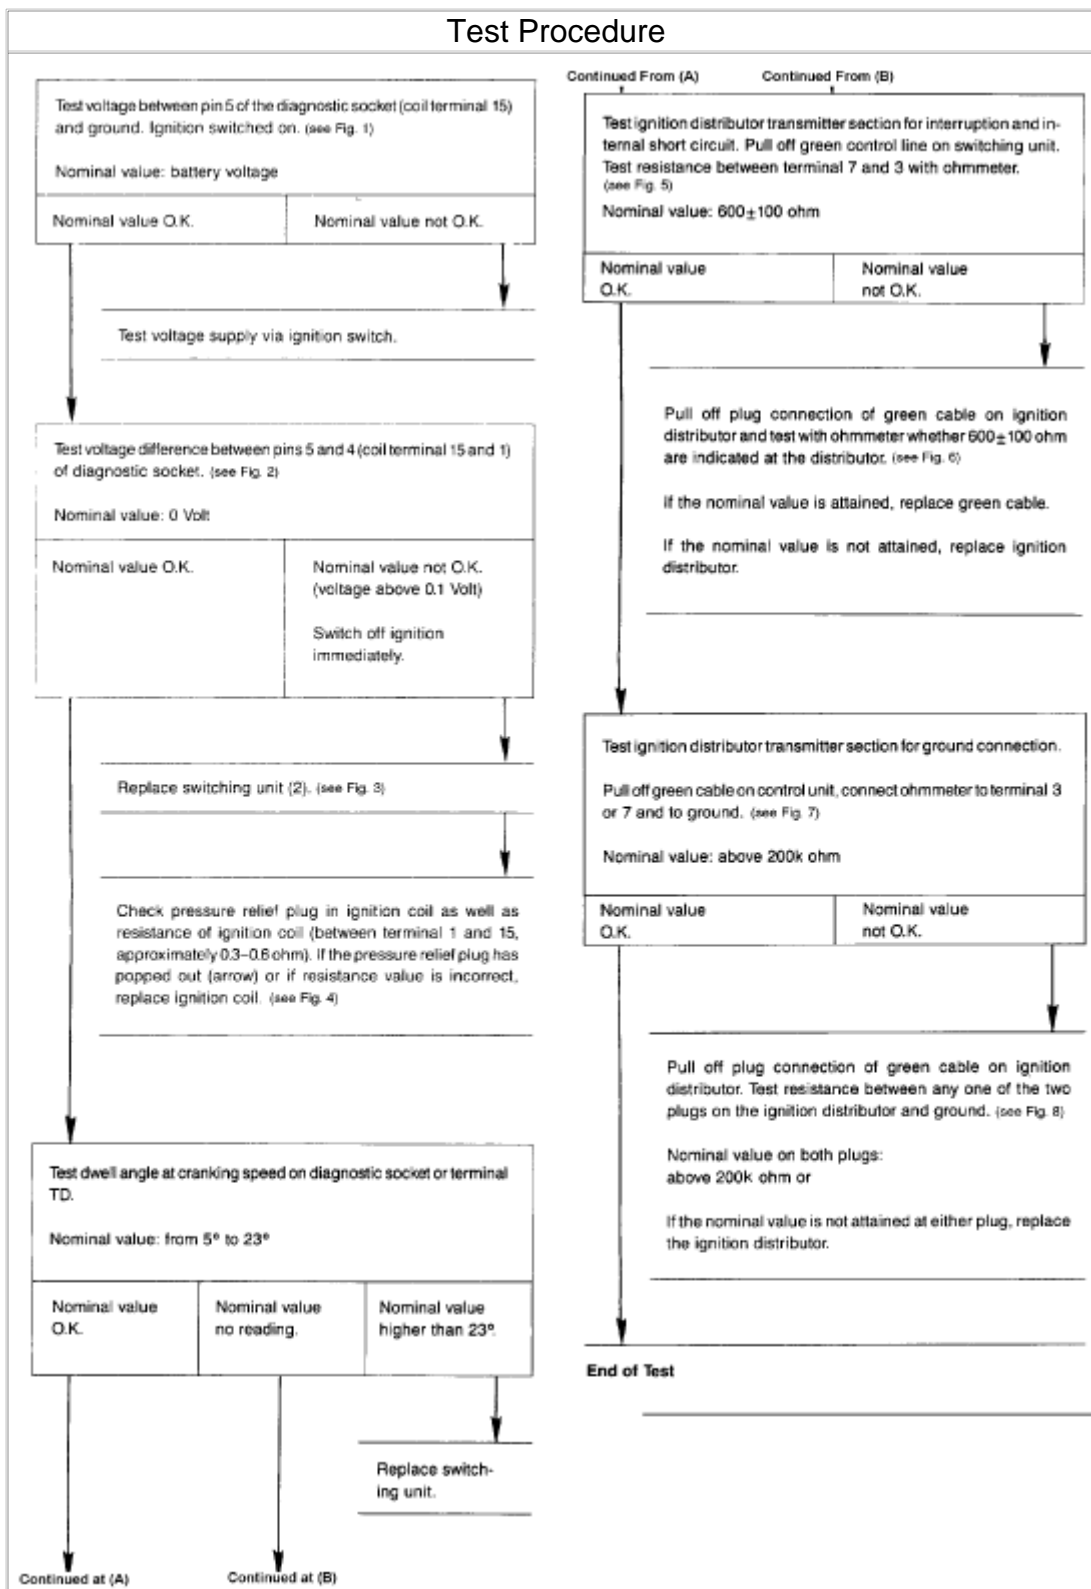 Test Procedure
Test voltage between pin 5 of the diagnostic socket (coil terminal 15)
and ground. Ignition switched on. (see Fig. 1)
Nominal value: battery voltage
Nominal value O.K.
Nominal value not O.K.
Test voltage supply via ignition switch.
Test voltage difference between pins 5 and 4 (coil terminal 15 and 1)
of diagnostic socket. (see Fig. 2)
Nominal value: 0 Volt
Nominal value O.K.
Nominal value not O.K.
(voltage above 0.1 Volt)
Switch off ignition
immediately.
Replace switching unit (2). (see Fig. 3)
Check pressure relief plug in ignition coil as well as
resistance of ignition coil (between terminal 1 and 15,
approximately 0.3–0.6 ohm). If the pressure relief plug has
popped out (arrow) or if resistance value is incorrect,
replace ignition coil. (see Fig. 4)
Test dwell angle at cranking speed on diagnostic socket or terminal
TD.
Nominal value: from 5° to 23°
Nominal value
O.K.
Nominal value
no reading.
Nominal value
higher than 23°.
Replace switch-
ing unit.
Continued at (A)
Continued at (B)
Continued From (A)
Continued From (B)
Test ignition distributor transmitter section for interruption and in-
ternal short circuit. Pull off green control line on switching unit.
Test resistance between terminal 7 and 3 with ohmmeter.
(see Fig. 5)
Nominal value: 600±100 ohm
Nominal value
O.K.
Nominal value
not O.K.
Pull off plug connection of green cable on ignition
distributor and test with ohmmeter whether 600±100 ohm
are indicated at the distributor. (see Fig. 6)
If the nominal value is attained, replace green cable.
If the nominal value is not attained, replace ignition
distributor.
Test ignition distributor transmitter section for ground connection.
Pull off green cable on control unit, connect ohmmeter to terminal 3
or 7 and to ground. (see Fig. 7)
Nominal value: above 200k ohm
Nominal value
O.K.
Nominal value
not O.K.
Pull off plug connection of green cable on ignition
distributor. Test resistance between any one of the two
plugs on the ignition distributor and ground. (see Fig. 8)
Nominal value on both plugs:
above 200k ohm or
If the nominal value is not attained at either plug, replace
the ignition distributor.
End of Test